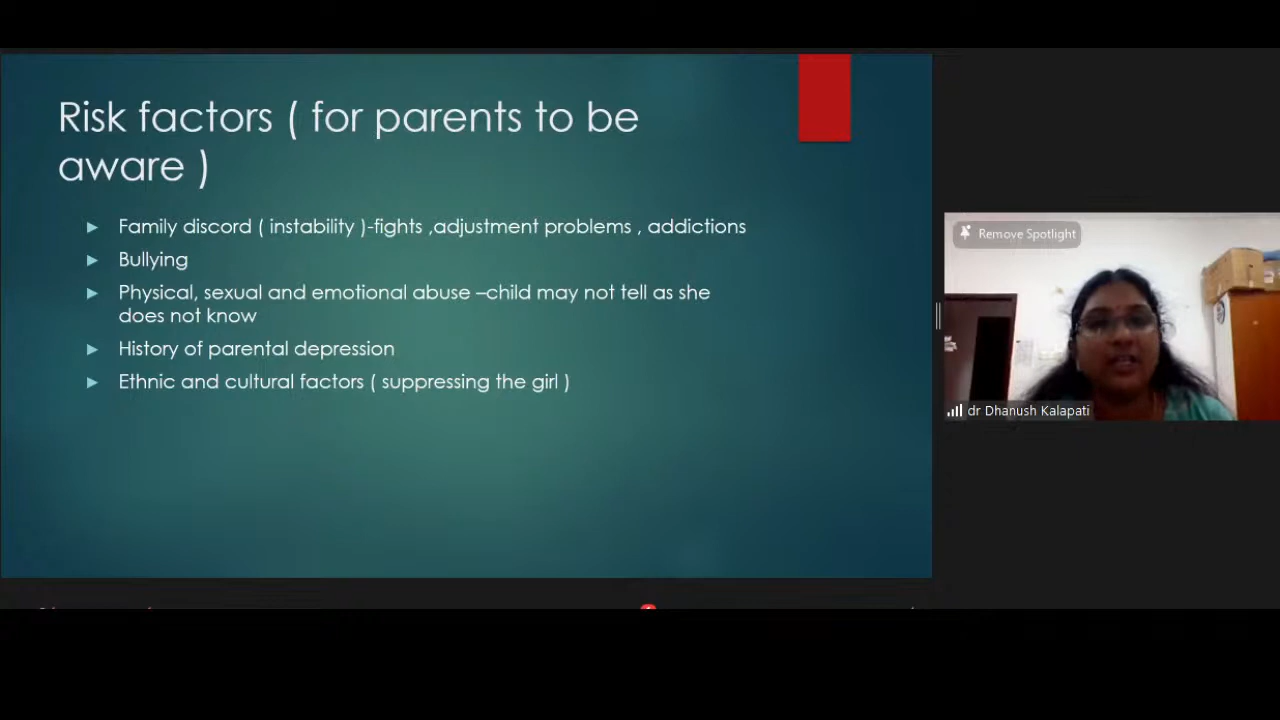 Risk factors ( for parents to be
aware )
Family discord ( instability )-fights ,adjustment problems , addictions
Bullying
Physical, sexual and emotional abuse –child may not tell as she
does not know
History of parental depression
Ethnic and cultural factors ( suppressing the girl )
Remove Spotlight
dr Dhanush Kalapati